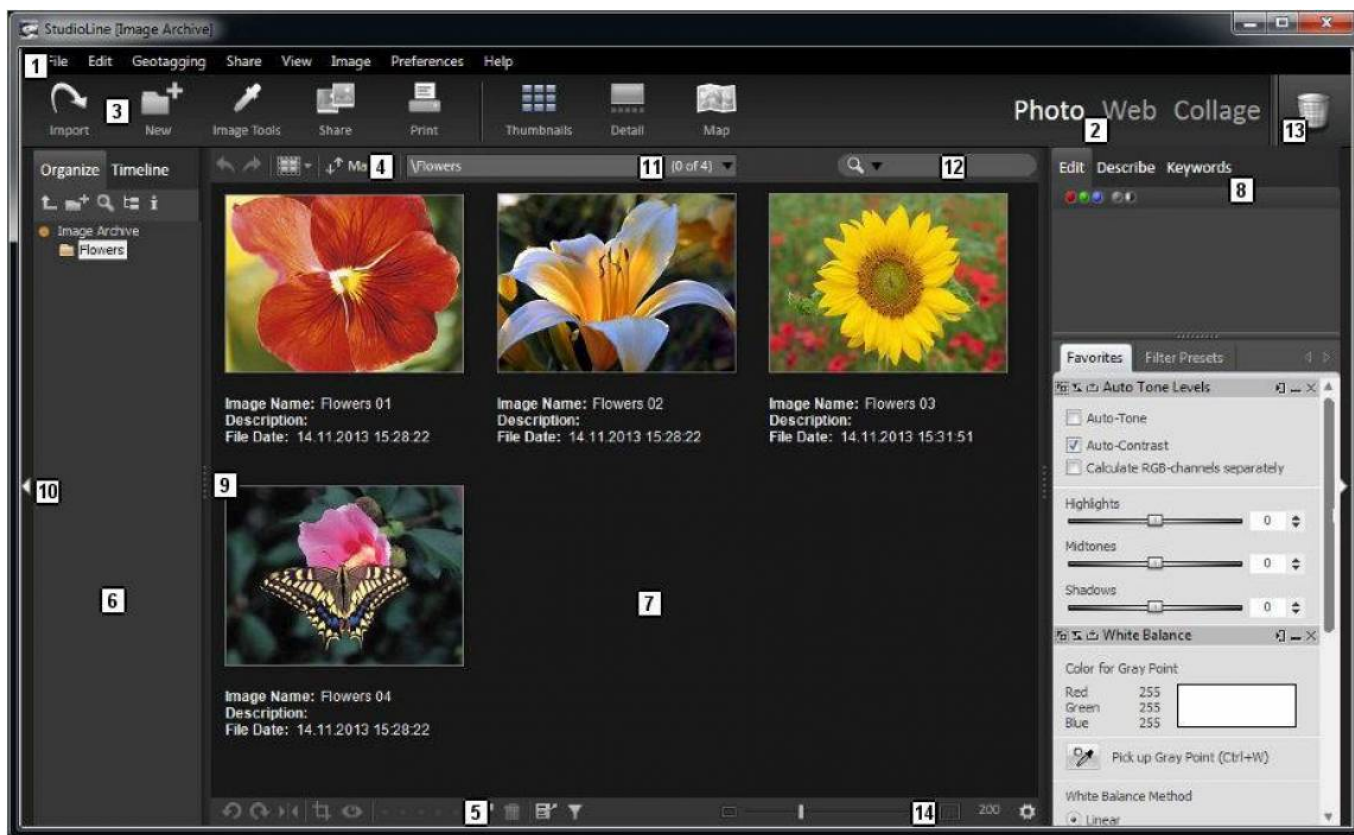 StudioLine [Image Archive]
1 File Edit Geotagging Share View Image Preferences Help
3
Import New Image Tools Share Print Thumbnails Detail Map
Photo Web Collage
2
13
Organize Timeline
4
\Flowers
11
(0 of 4)
12
Edit Describe Keywords
8
Image Archive
Flowers
Image Name: Flowers 01
Description:
File Date: 14.11.2013 15:28:22
Image Name: Flowers 02
Description:
File Date: 14.11.2013 15:28:22
Image Name: Flowers 03
Description:
File Date: 14.11.2013 15:31:51
10
9
6
7
Image Name: Flowers 04
Description:
File Date: 14.11.2013 15:28:22
5
14
200
Favorites Filter Presets
Auto Tone Levels
Auto-Tone
Auto-Contrast
Calculate RGB-channels separately
Highlights
0
Midtones
0
Shadows
0
White Balance
Color for Gray Point
Red 255
Green 255
Blue 255
Pick up Gray Point (Ctrl+W)
White Balance Method
Linear